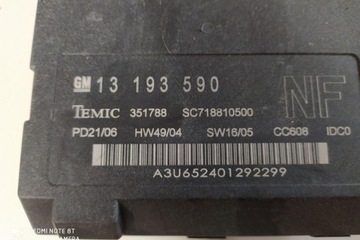 GM 13 193 590 NF
TEMIC 351788 SC718810500
PD21/06 HW49/04 SW16/05 CC608 IDC0
A3U652401292299